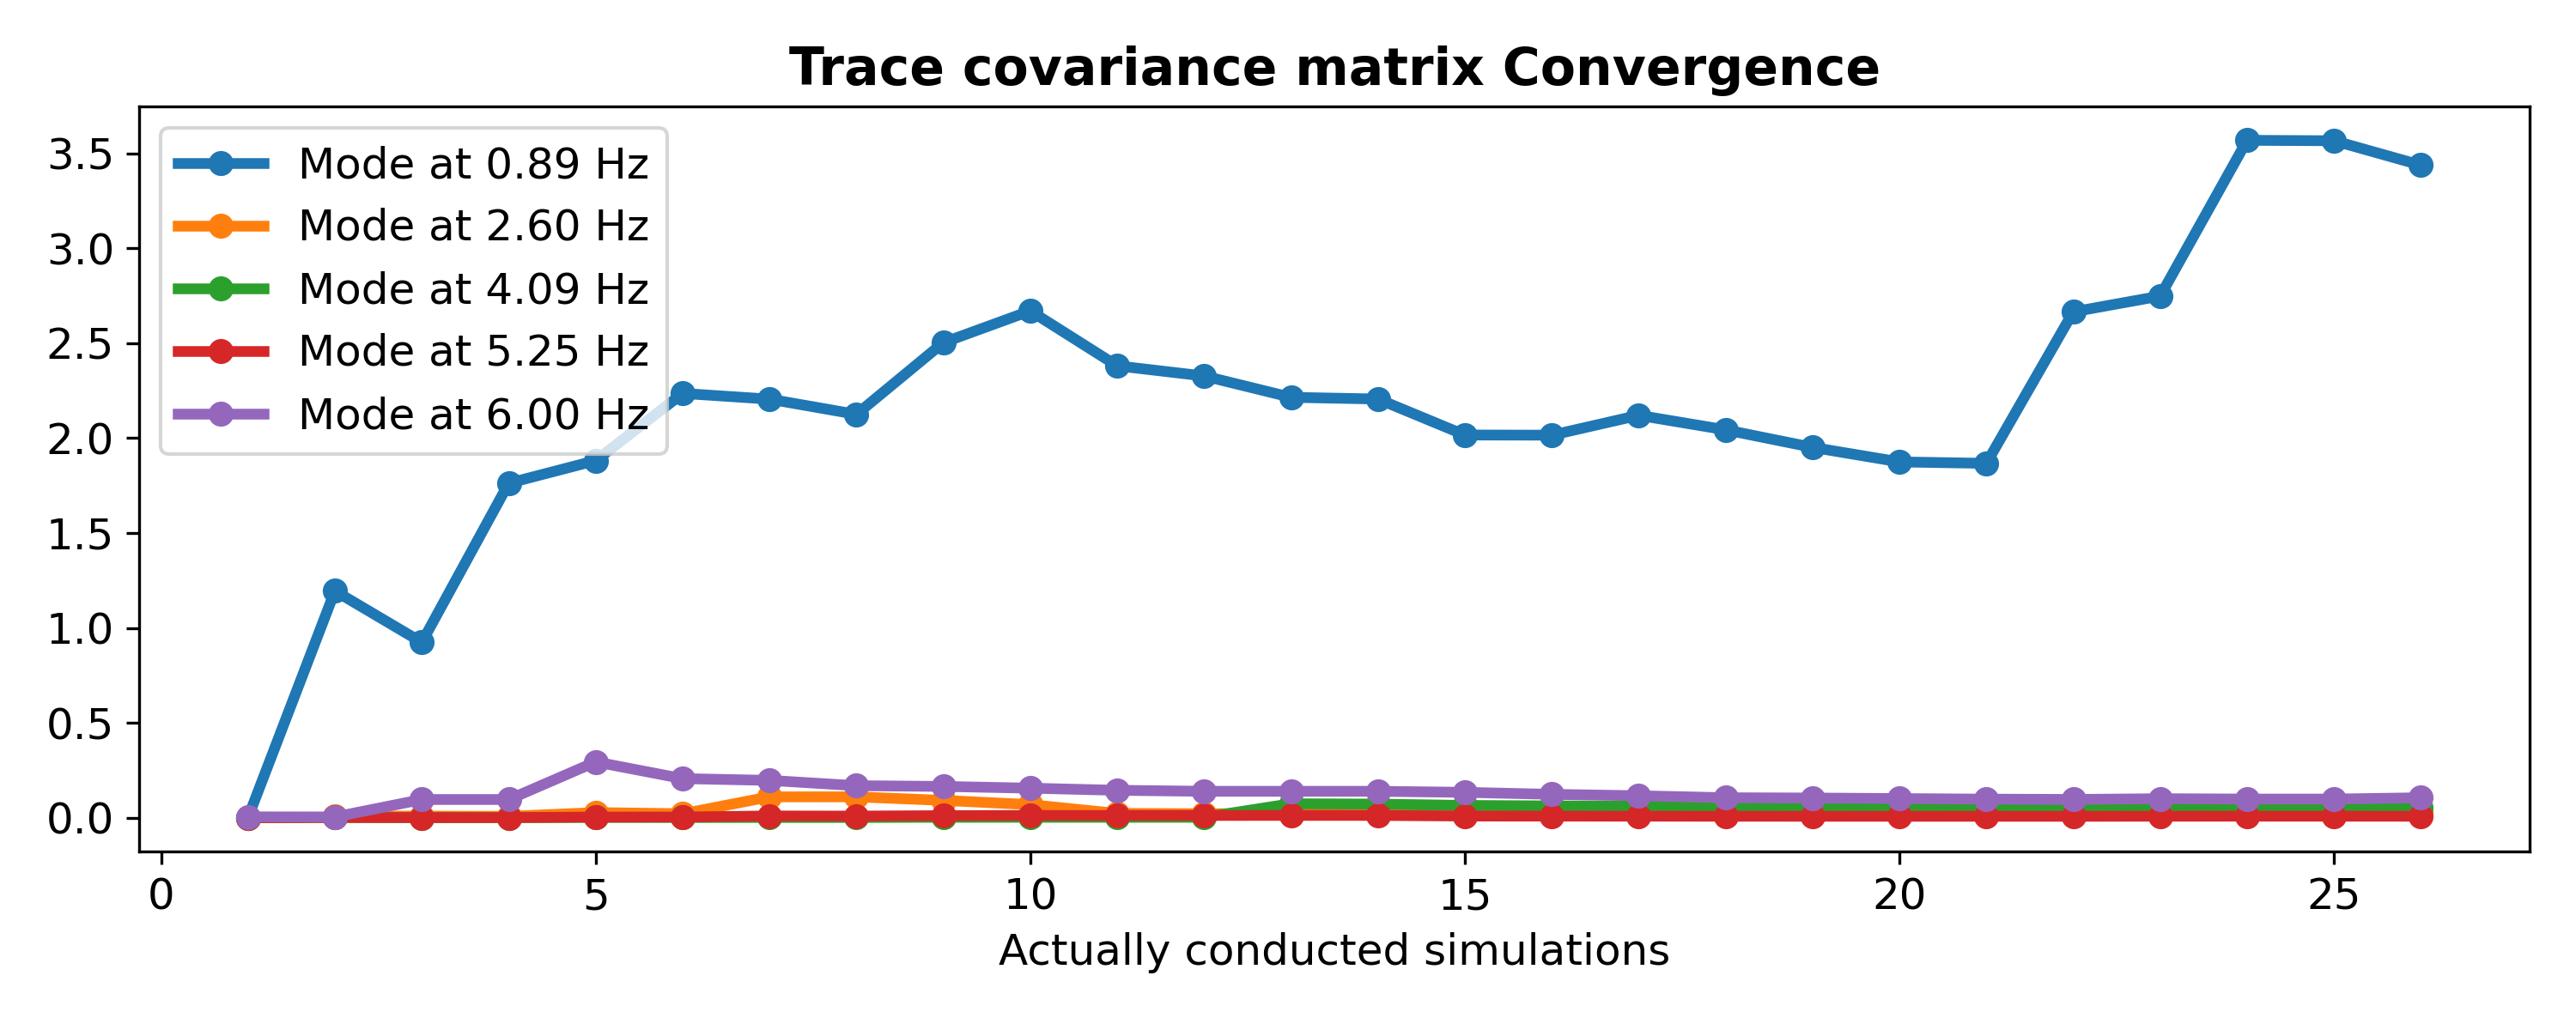 Trace covariance matrix Convergence
3.5
3.0
2.5
2.0
1.5
1.0
0.5
0.0
Mode at 0.89 Hz
Mode at 2.60 Hz
Mode at 4.09 Hz
Mode at 5.25 Hz
Mode at 6.00 Hz
0 5 10 15 20 25
Actually conducted simulations